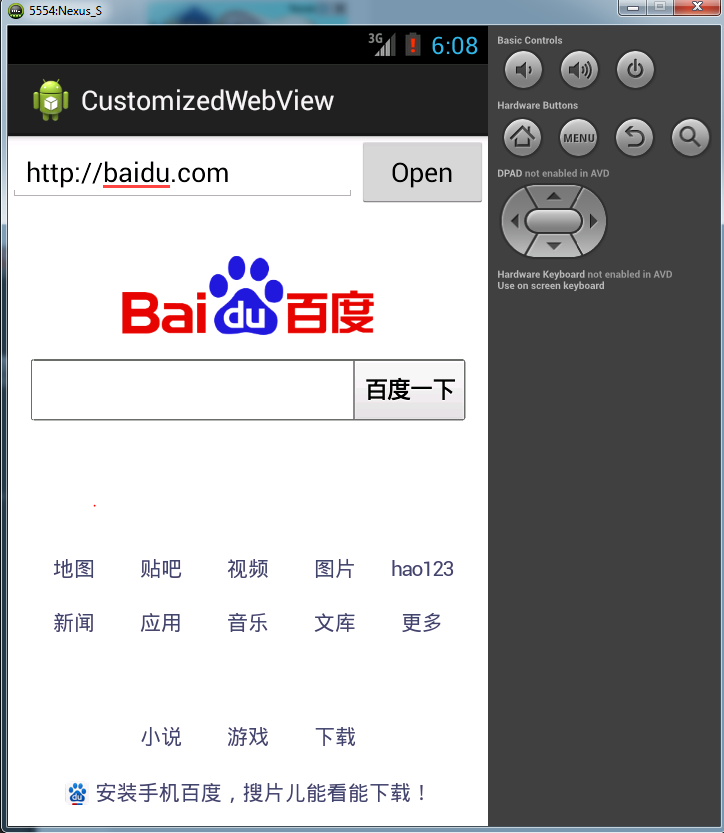 5554:Nexus_S
3G 6:08
CustomizedWebView
http://baidu.com Open
Bai du 百度
百度一下
地图 贴吧 视频 图片 hao123
新闻 应用 音乐 文库 更多
小说 游戏 下载
du 安装手机百度，搜片儿能看能下载！
Basic Controls
Hardware Buttons
MENU
DPAD not enabled in AVD
Hardware Keyboard not enabled in AVD
Use on screen keyboard